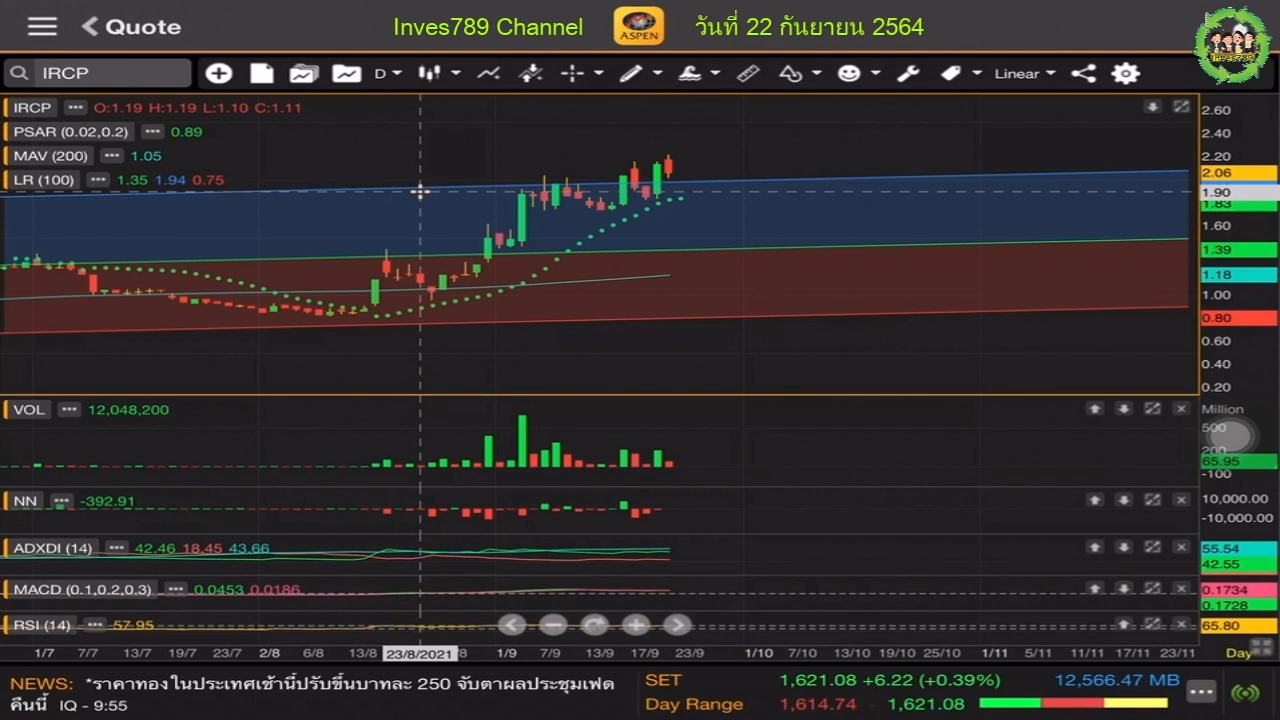 Quote
Inves789 Channel
ASPEN
วันที่ 22 กันยายน 2564
Inves789
IRCP
D
Linear
IRCP ••• O:1.19 H:1.19 L:1.10 C:1.11
PSAR (0.02,0.2) ••• 0.89
MAV (200) ••• 1.05
LR (100) ••• 1.35 1.94 0.75
2.60
2.40
2.20
2.06
1.90
1.83
1.60
1.39
1.18
1.00
0.80
0.60
0.40
0.20
VOL ••• 12,048,200
Million
500
200
65.95
-100
NN ••• -392.91
10,000.00
-10,000.00
ADXDI (14) ••• 42.46 18.45 43.66
55.54
42.55
MACD (0.1,0.2,0.3) ••• 0.0453 0.0186
0.1734
0.1728
RSI (14) ••• 57.95
65.80
1/7 7/7 13/7 19/7 23/7 2/8 6/8 13/8 23/8/2021 /8 1/9 7/9 13/9 17/9 23/9 1/10 7/10 13/10 19/10 25/10 1/11 5/11 11/11 17/11 23/11 Day
NEWS: *ราคาทองในประเทศเช้านี้ปรับขึ้นบาทละ 250 จับตาผลประชุมเฟด
คืนนี้ IQ - 9:55
SET 1,621.08 +6.22 (+0.39%) 12,566.47 MB
Day Range 1,614.74 - 1,621.08